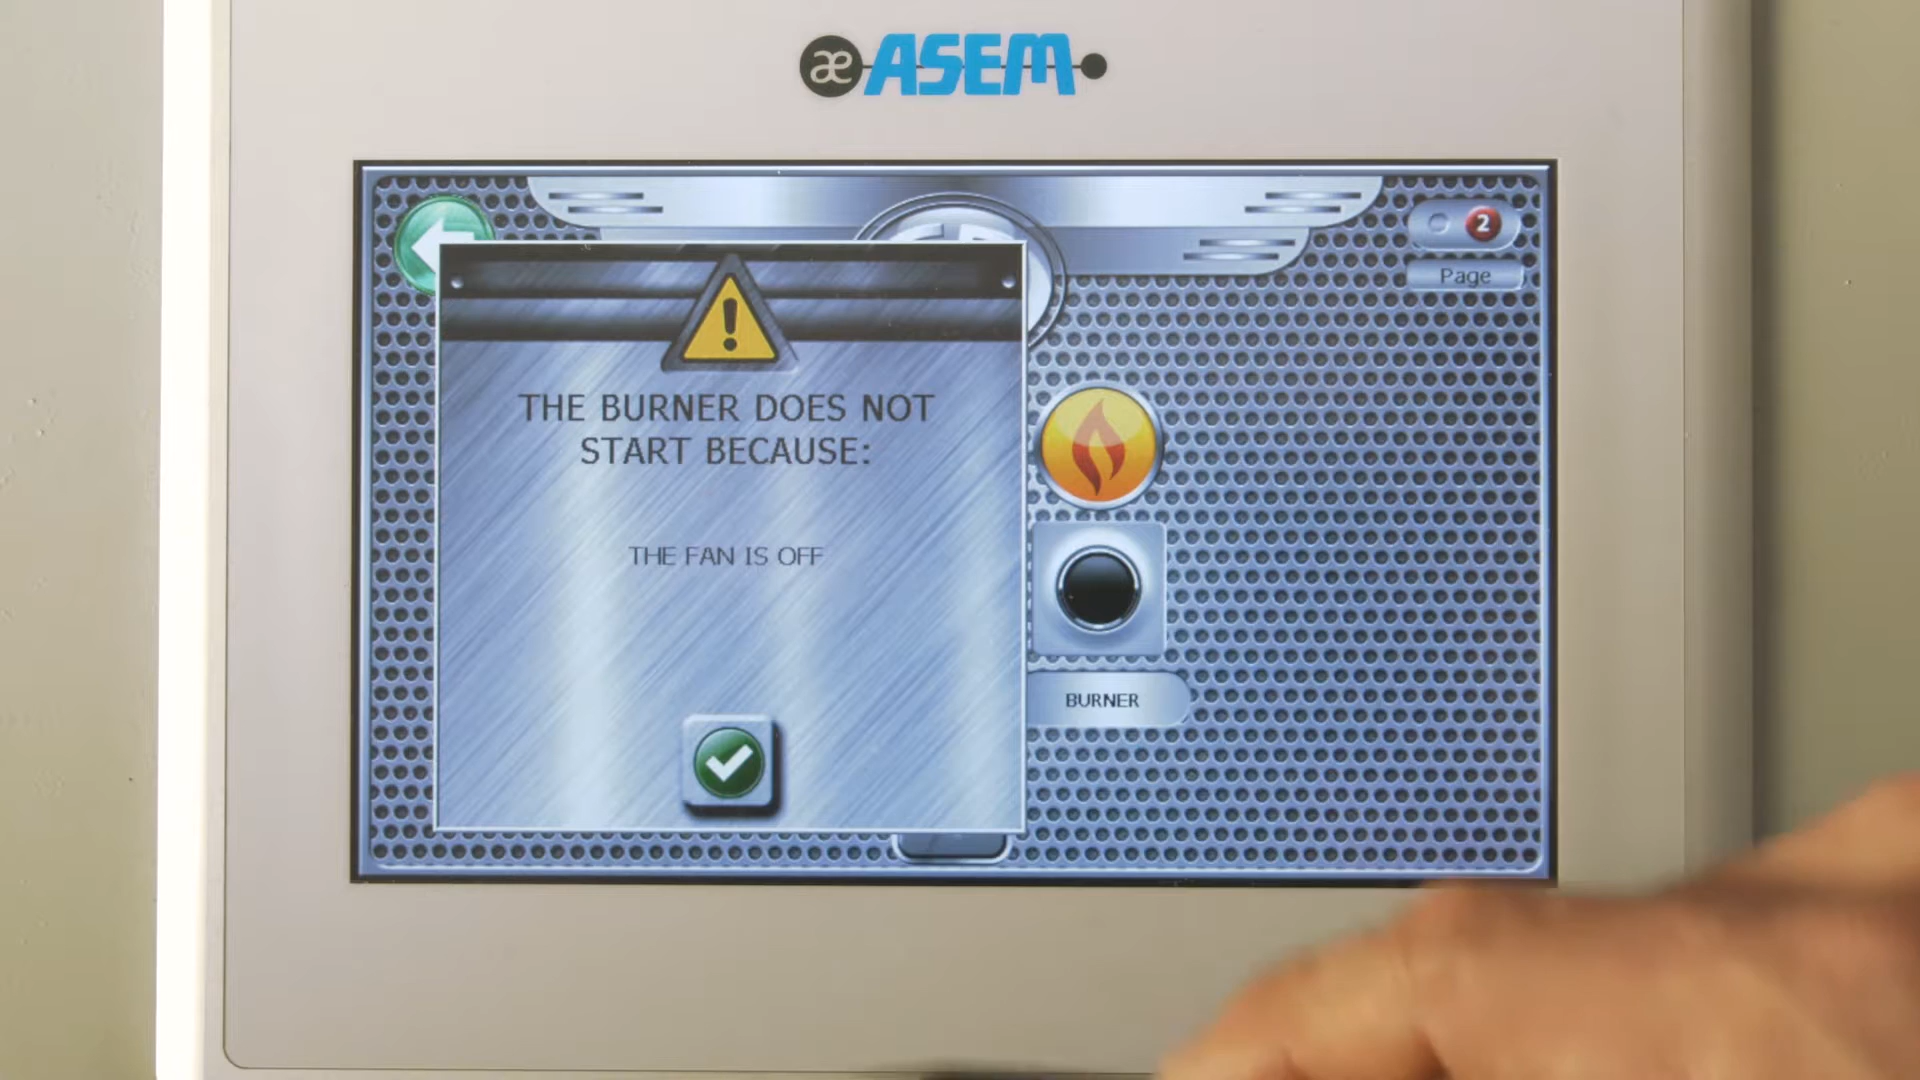 æ ASEM
2
Page
THE BURNER DOES NOT
START BECAUSE:
THE FAN IS OFF
BURNER